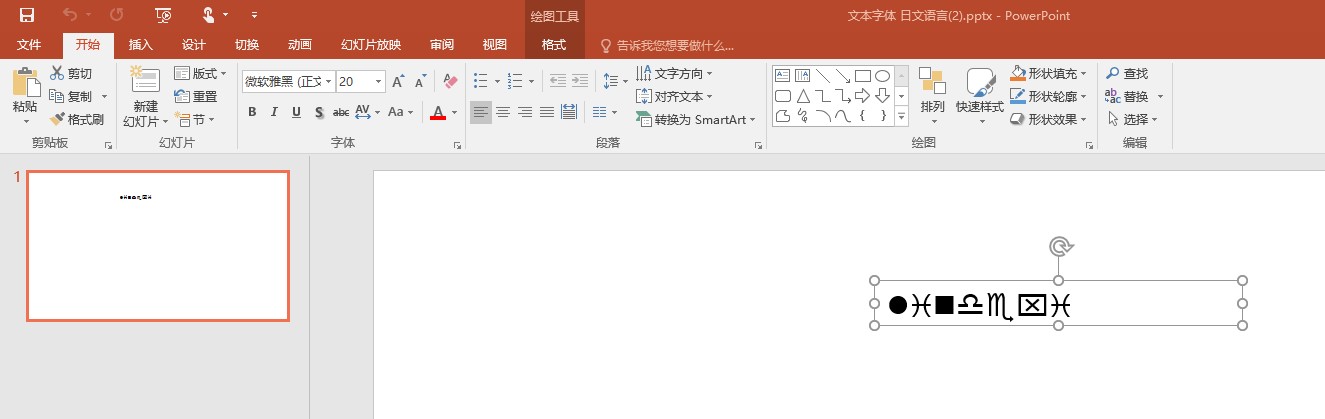 绘图工具
文本字体 日文语言(2).pptx - PowerPoint
文件 开始 插入 设计 切换 动画 幻灯片放映 审阅 视图 格式 告诉我您想要做什么...
粘贴 剪切 复制 格式刷
剪贴板
新建 幻灯片 版式 重置 节
幻灯片
微软雅黑 (正文 20 A A
B I U S abc AV Aa A
字体
文字方向 对齐文本 转换为 SmartArt
段落
排列 快速样式 形状填充 形状轮廓 形状效果
绘图
查找 替换 选择
编辑
1
●♓■♎♏⌧♓